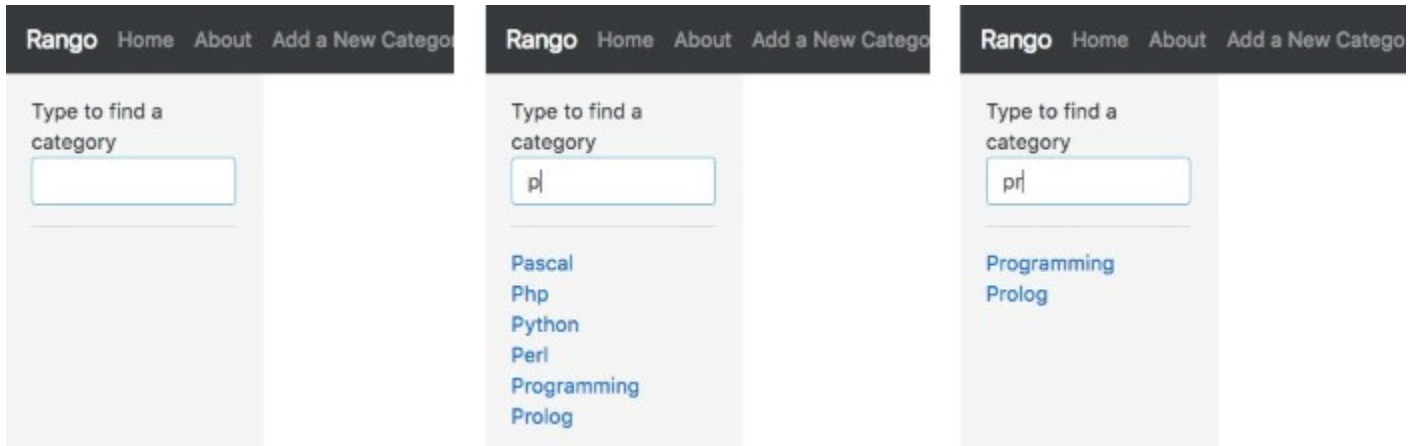 Rango Home About Add a New Categor
Type to find a
category
Rango Home About Add a New Catego
Type to find a
category
p
Pascal
Php
Python
Perl
Programming
Prolog
Rango Home About Add a New Catego
Type to find a
category
pr
Programming
Prolog